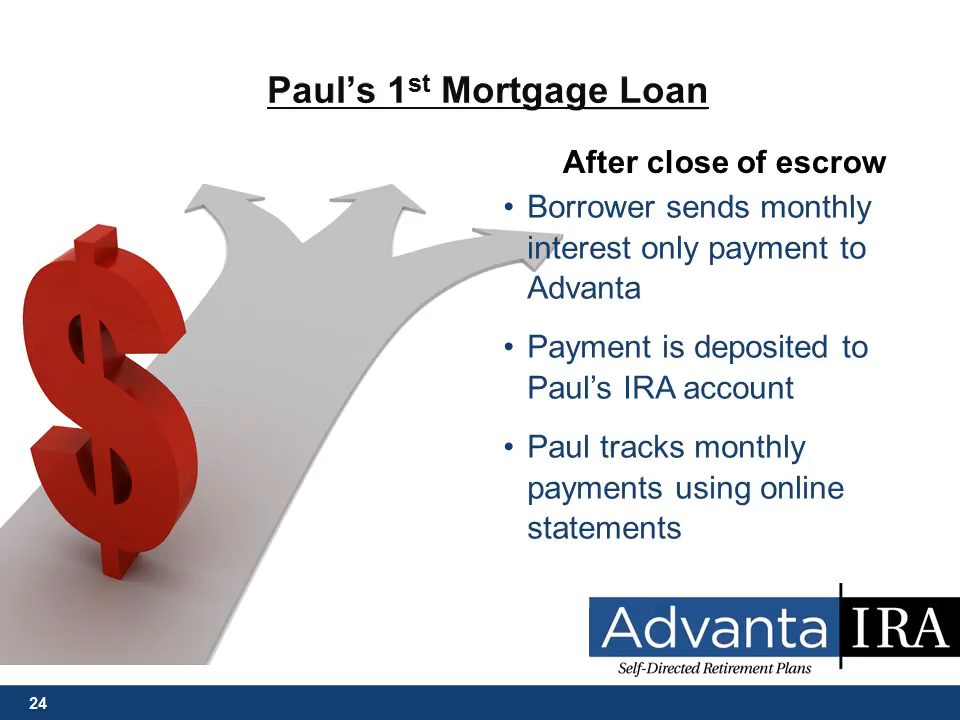 Paul’s 1st Mortgage Loan
After close of escrow
• Borrower sends monthly
interest only payment to
Advanta
• Payment is deposited to
Paul’s IRA account
• Paul tracks monthly
payments using online
statements
Advanta IRA
Self-Directed Retirement Plans
24